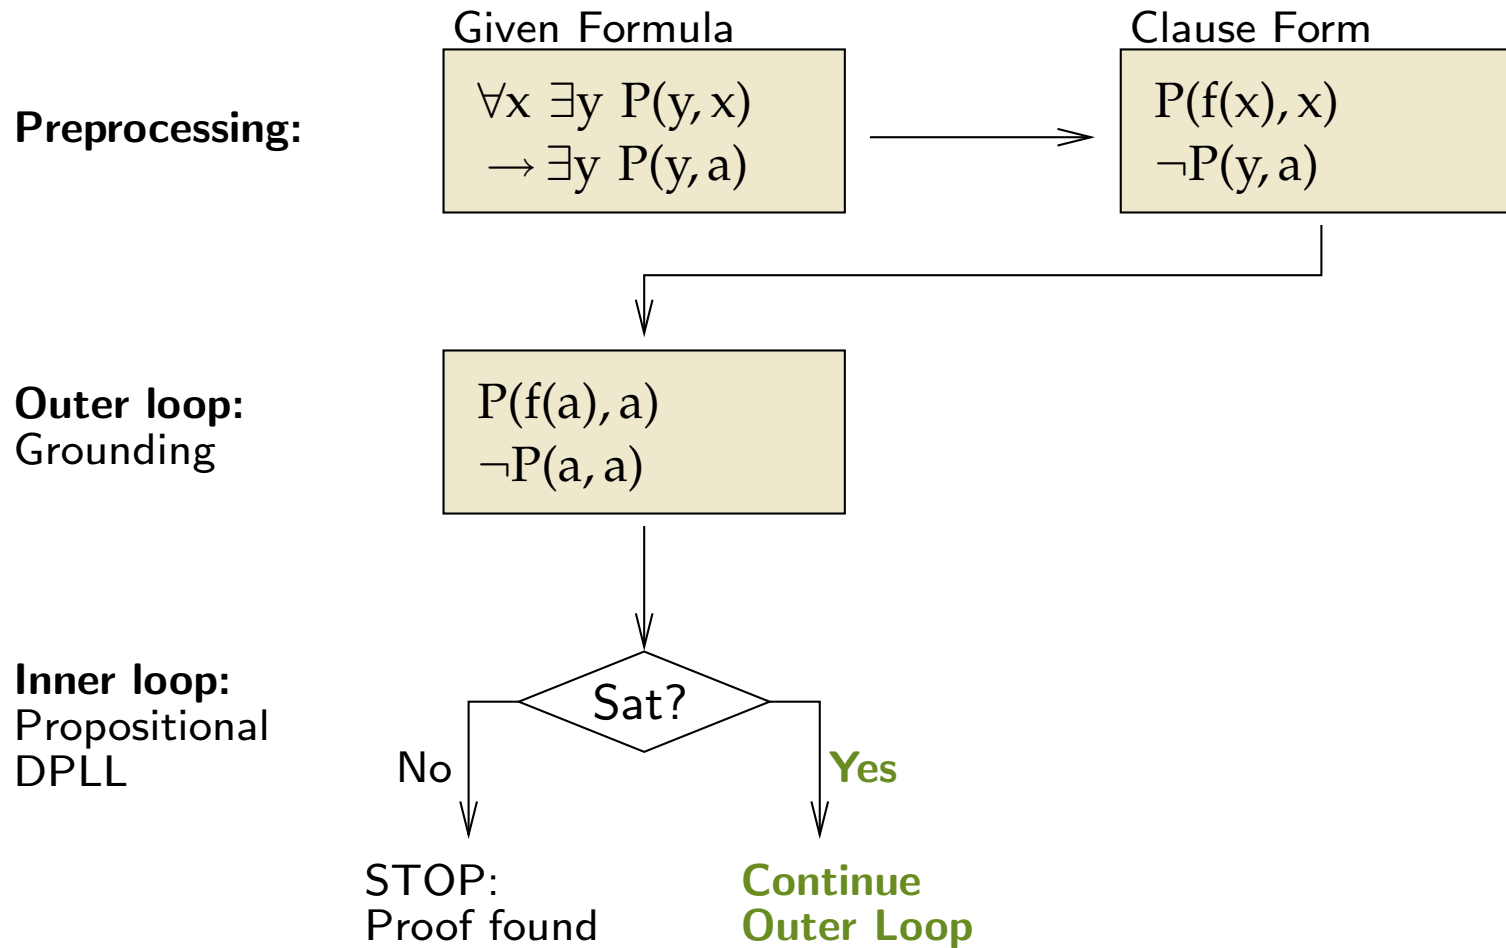 Given Formula
Clause Form
Preprocessing:
∀x ∃y P(y, x)
→ ∃y P(y, a)
P(f(x), x)
¬P(y, a)
Outer loop:
Grounding
P(f(a), a)
¬P(a, a)
Inner loop:
Propositional
DPLL
Sat?
No
Yes
STOP:
Proof found
Continue
Outer Loop